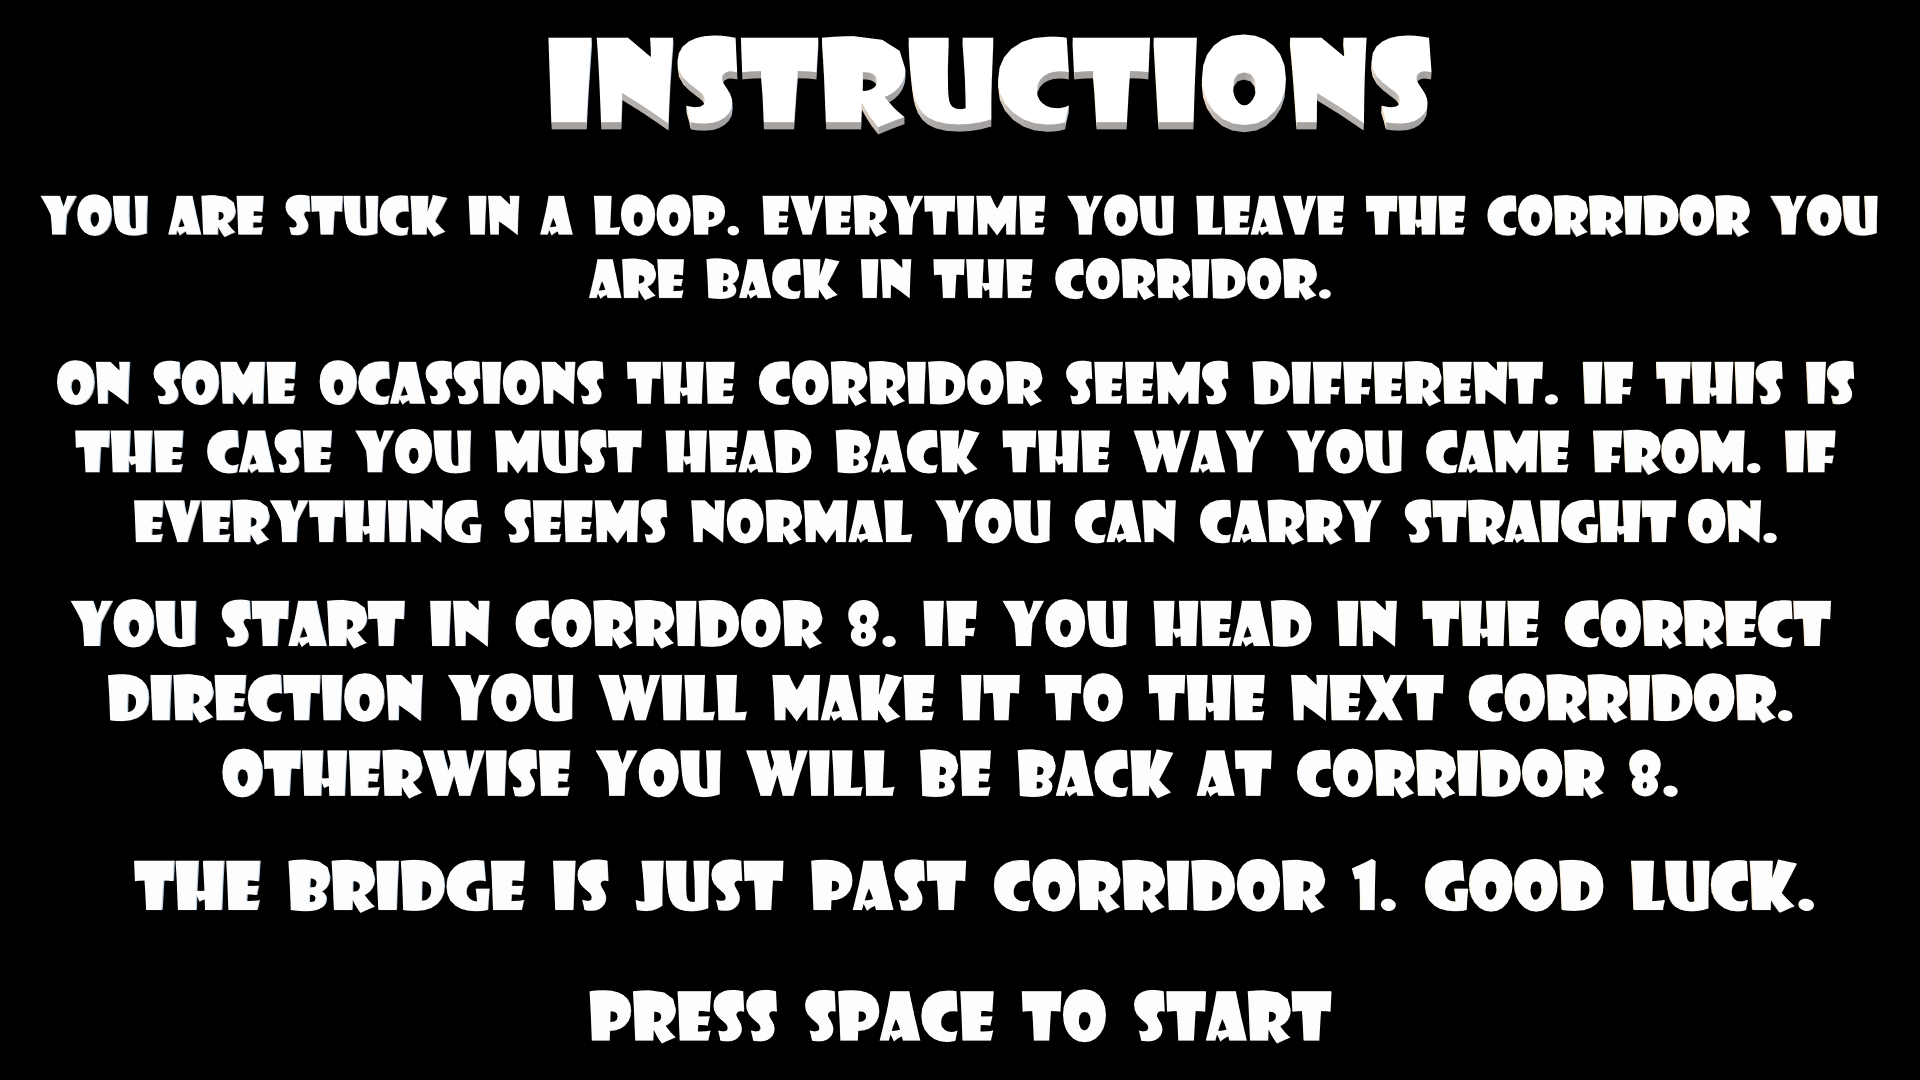 INSTRUCTIONS
YOU ARE STUCK IN A LOOP. EVERYTIME YOU LEAVE THE CORRIDOR YOU
ARE BACK IN THE CORRIDOR.
ON SOME OCASSIONS THE CORRIDOR SEEMS DIFFERENT. IF THIS IS
THE CASE YOU MUST HEAD BACK THE WAY YOU CAME FROM. IF
EVERYTHING SEEMS NORMAL YOU CAN CARRY STRAIGHT ON.
YOU START IN CORRIDOR 8. IF YOU HEAD IN THE CORRECT
DIRECTION YOU WILL MAKE IT TO THE NEXT CORRIDOR.
OTHERWISE YOU WILL BE BACK AT CORRIDOR 8.
THE BRIDGE IS JUST PAST CORRIDOR 1. GOOD LUCK.
PRESS SPACE TO START